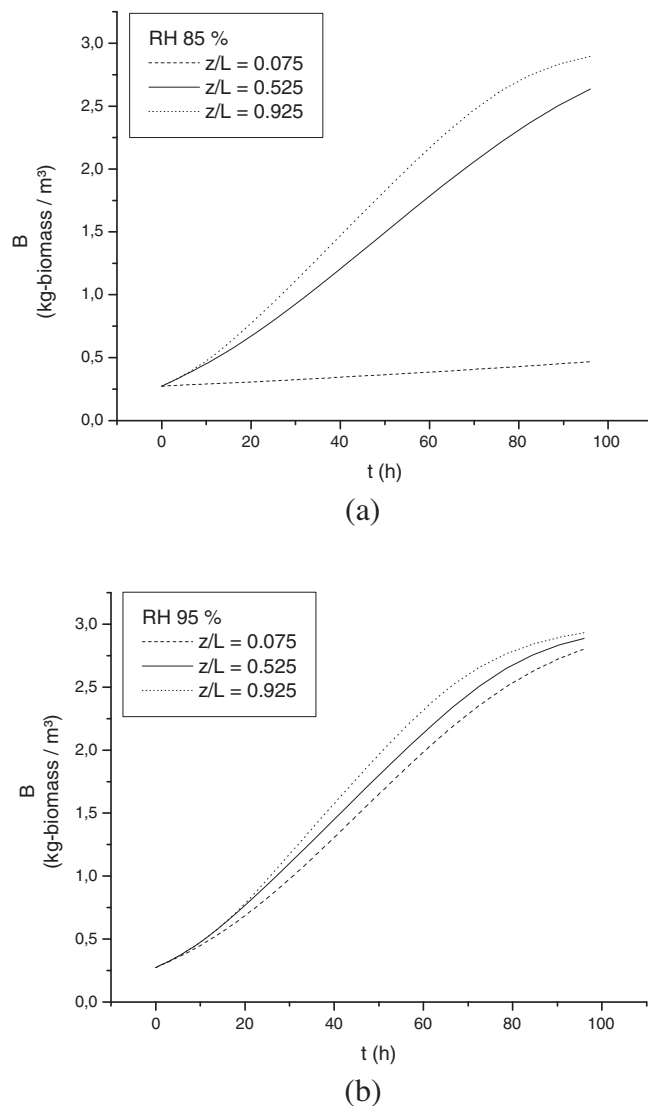 3,0
2,5
2,0
1,5
1,0
0,5
0,0
B
(kg-biomass / m³)
RH 85 %
z/L = 0.075
z/L = 0.525
z/L = 0.925
0 20 40 60 80 100
t (h)
(a)
3,0
2,5
2,0
1,5
1,0
0,5
0,0
B
(kg-biomass / m³)
RH 95 %
z/L = 0.075
z/L = 0.525
z/L = 0.925
0 20 40 60 80 100
t (h)
(b)